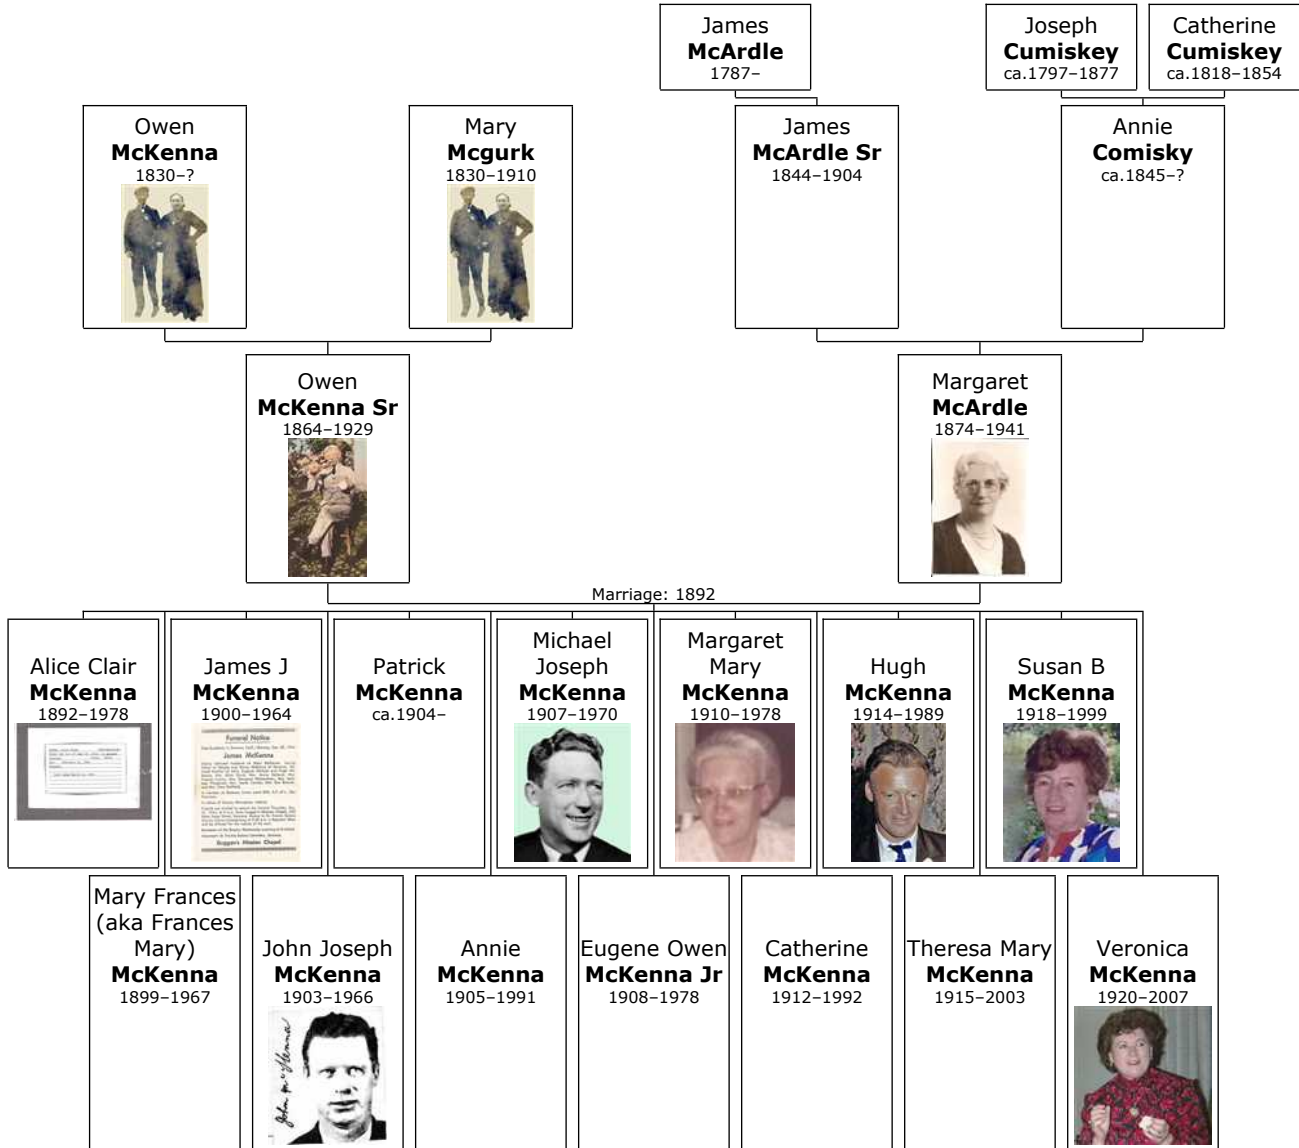 James
McArdle
1787–
Joseph
Cumiskey
ca.1797–1877
Catherine
Cumiskey
ca.1818–1854
Owen
McKenna
1830–?
Mary
Mcgurk
1830–1910
James
McArdle Sr
1844–1904
Annie
Comisky
ca.1845–?
Owen
McKenna Sr
1864–1929
Margaret
McArdle
1874–1941
Marriage: 1892
Alice Clair
McKenna
1892–1978
James J
McKenna
1900–1964
Funeral Notice
James McKenna
Duggan's Mission Chapel
Patrick
McKenna
ca.1904–
Michael
Joseph
McKenna
1907–1970
Margaret
Mary
McKenna
1910–1978
Hugh
McKenna
1914–1989
Susan B
McKenna
1918–1999
Mary Frances
(aka Frances
Mary)
McKenna
1899–1967
John Joseph
McKenna
1903–1966
John McKenna
Annie
McKenna
1905–1991
Eugene Owen
McKenna Jr
1908–1978
Catherine
McKenna
1912–1992
Theresa Mary
McKenna
1915–2003
Veronica
McKenna
1920–2007